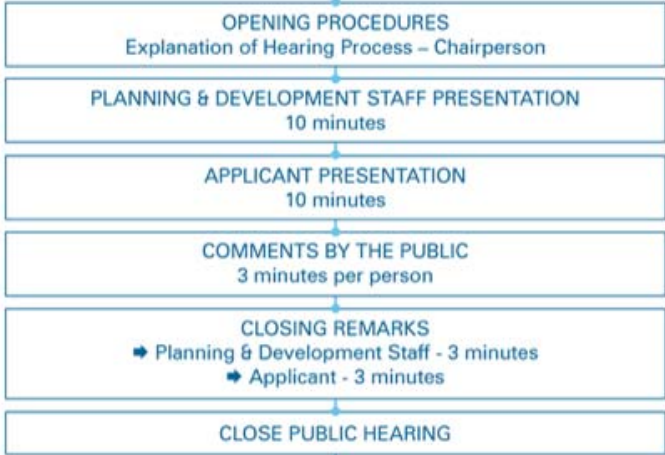 OPENING PROCEDURES
Explanation of Hearing Process – Chairperson
PLANNING & DEVELOPMENT STAFF PRESENTATION
10 minutes
APPLICANT PRESENTATION
10 minutes
COMMENTS BY THE PUBLIC
3 minutes per person
CLOSING REMARKS
➡ Planning & Development Staff - 3 minutes
➡ Applicant - 3 minutes
CLOSE PUBLIC HEARING